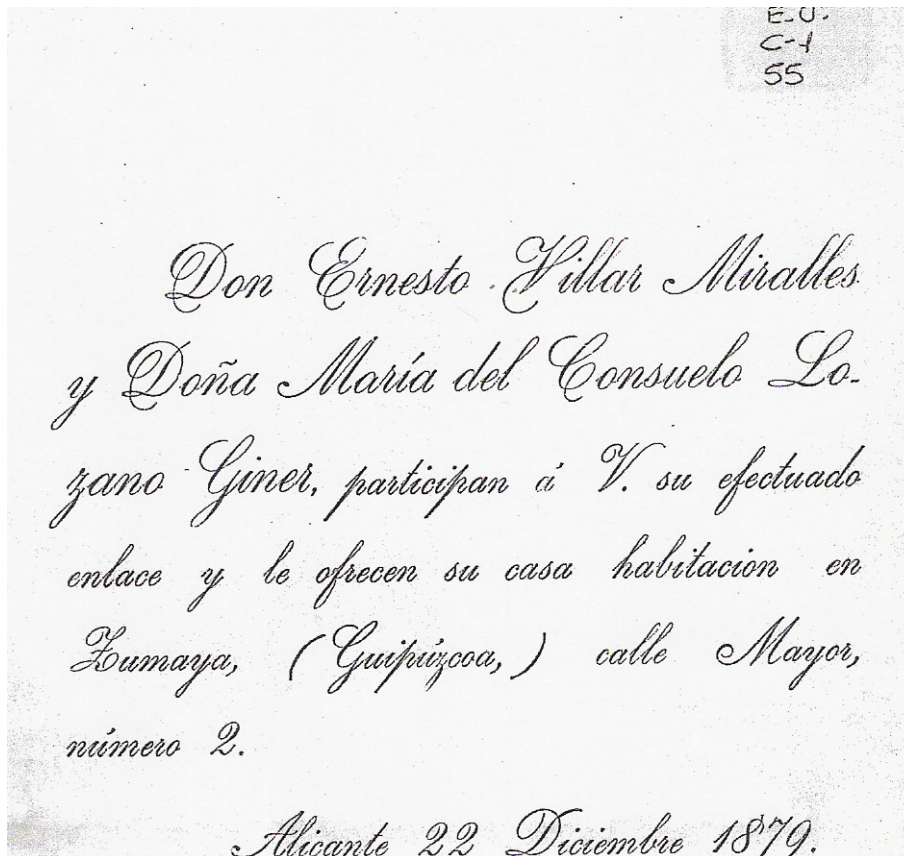 E.U.
C-1
55
Don Ernesto Villar Miralles
y Doña María del Consuelo Lo-
zano Giner, participan á V. su efectuado
enlace y le ofrecen su casa habitacion en
Zumaya, (Guipúzcoa,) calle Mayor,
número 2.
Alicante 22 Diciembre 1879.